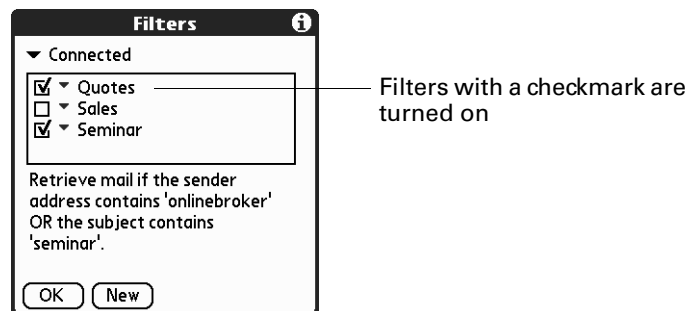 Filters
Connected
Quotes
Sales
Seminar
Retrieve mail if the sender
address contains 'onlinebroker'
OR the subject contains
'seminar'.
OK New
Filters with a checkmark are
turned on